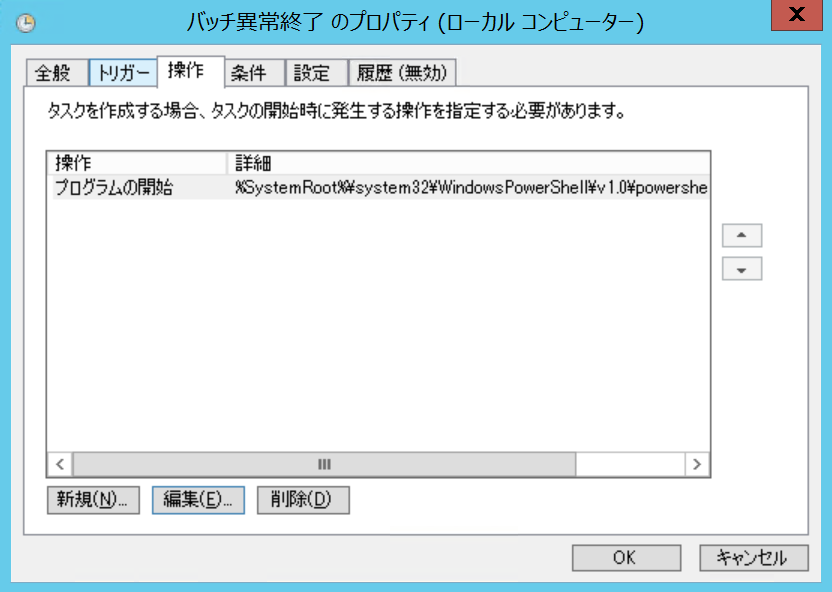 バッチ異常終了 のプロパティ (ローカル コンピューター)
X
全般 トリガー 操作 条件 設定 履歴 (無効)
タスクを作成する場合、タスクの開始時に発生する操作を指定する必要があります。
操作 詳細
プログラムの開始 %SystemRoot%¥system32¥WindowsPowerShell¥v1.0¥powershe
新規(N)... 編集(E)... 削除(D)
OK キャンセル